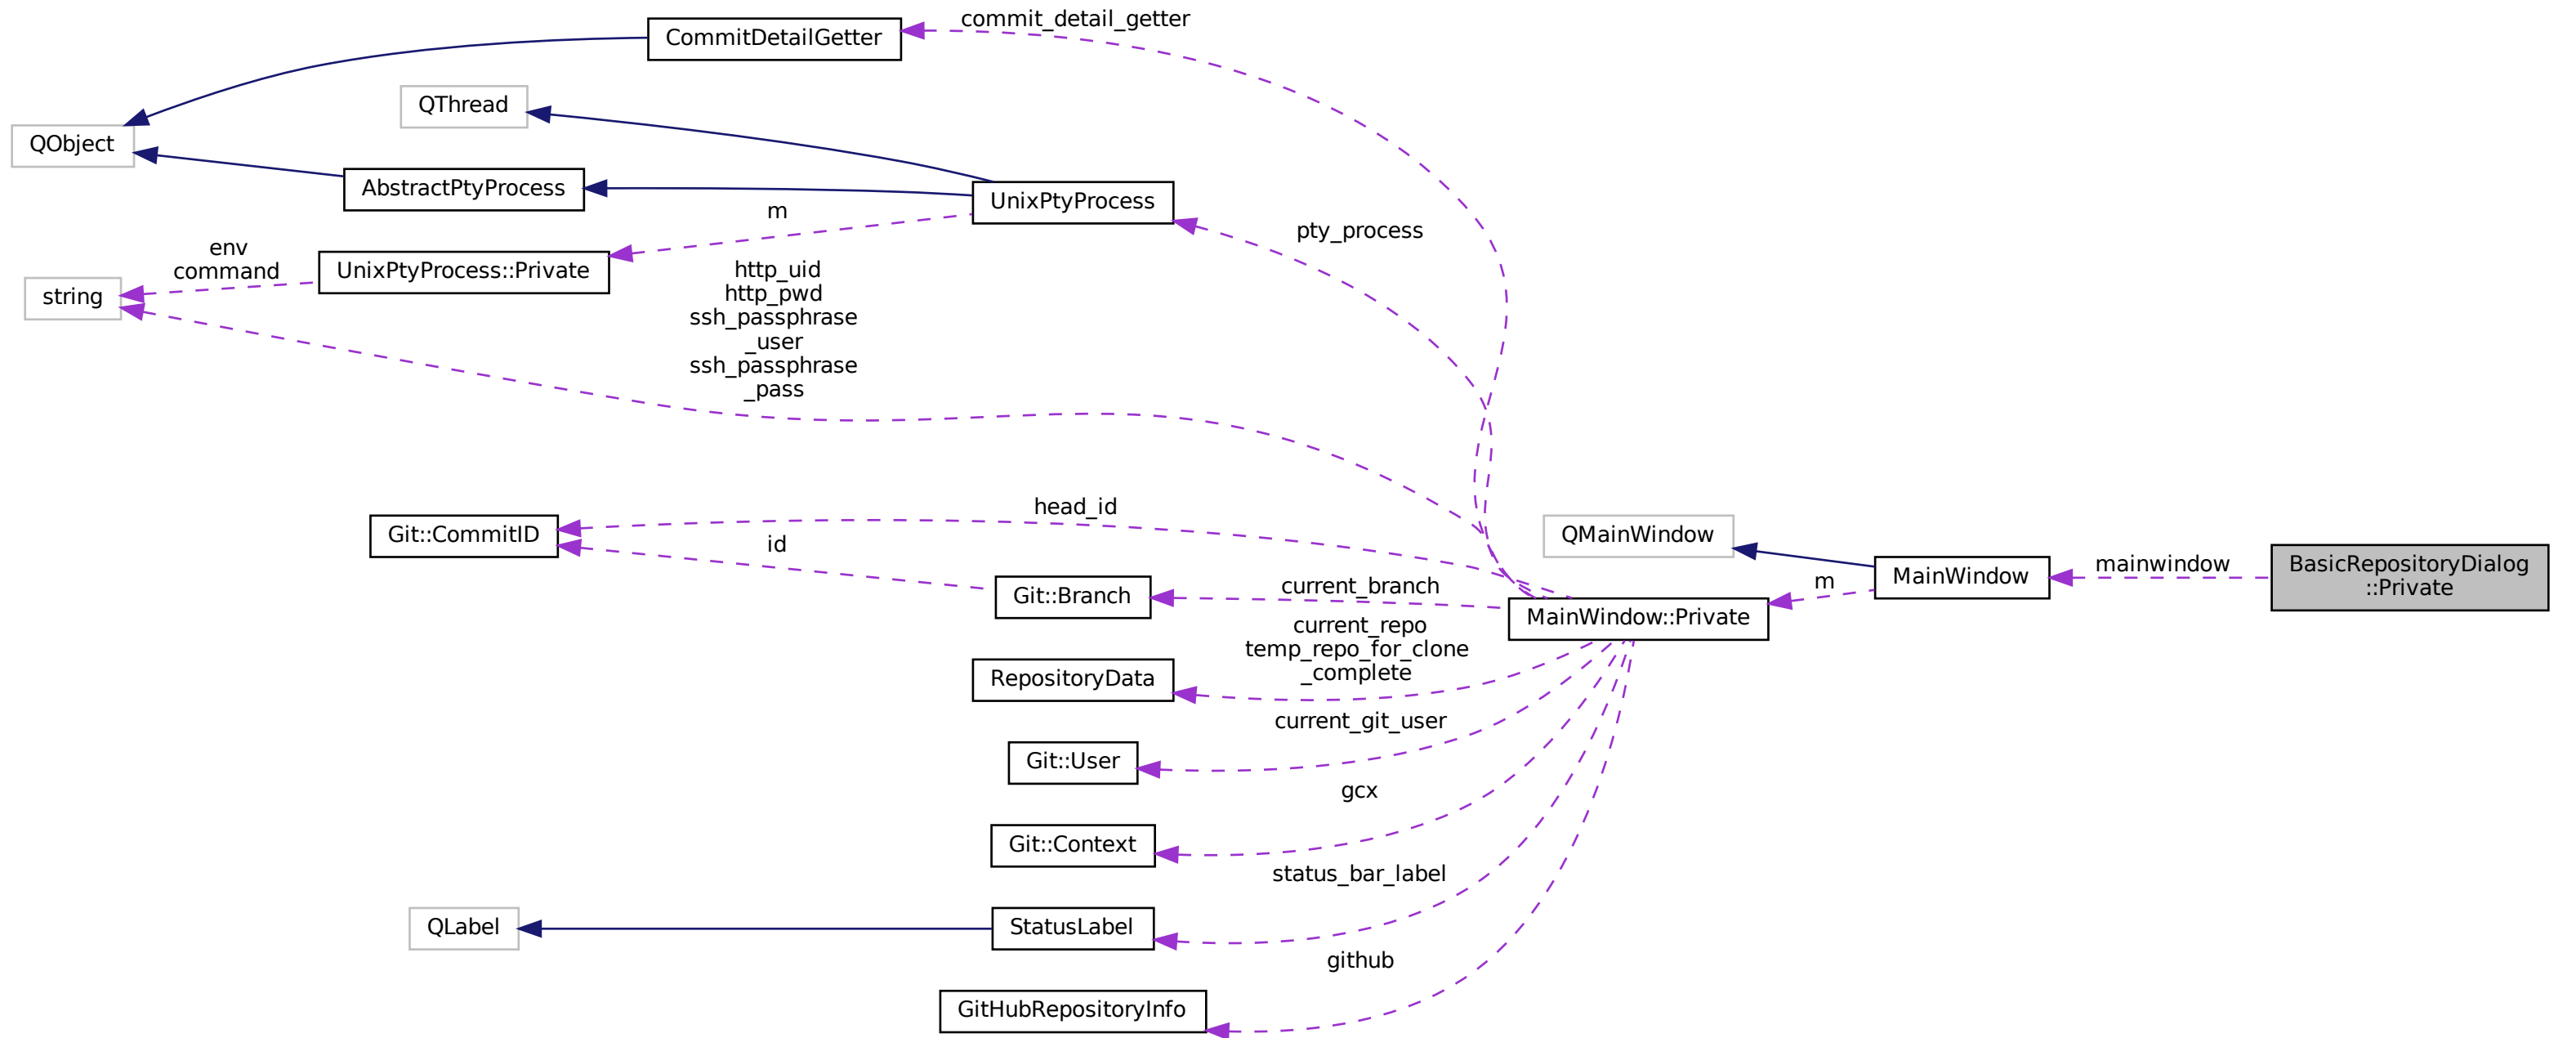 commit_detail_getter
CommitDetailGetter
QThread
QObject
AbstractPtyProcess
UnixPtyProcess
m
pty_process
env
command
UnixPtyProcess::Private
string
http_uid
http_pwd
ssh_passphrase
_user
ssh_passphrase
_pass
head_id
Git::CommitID
id
QMainWindow
MainWindow
mainwindow
BasicRepositoryDialog
::Private
m
Git::Branch
current_branch
MainWindow::Private
current_repo
temp_repo_for_clone
_complete
RepositoryData
current_git_user
Git::User
gcx
Git::Context
status_bar_label
QLabel
StatusLabel
github
GitHubRepositoryInfo